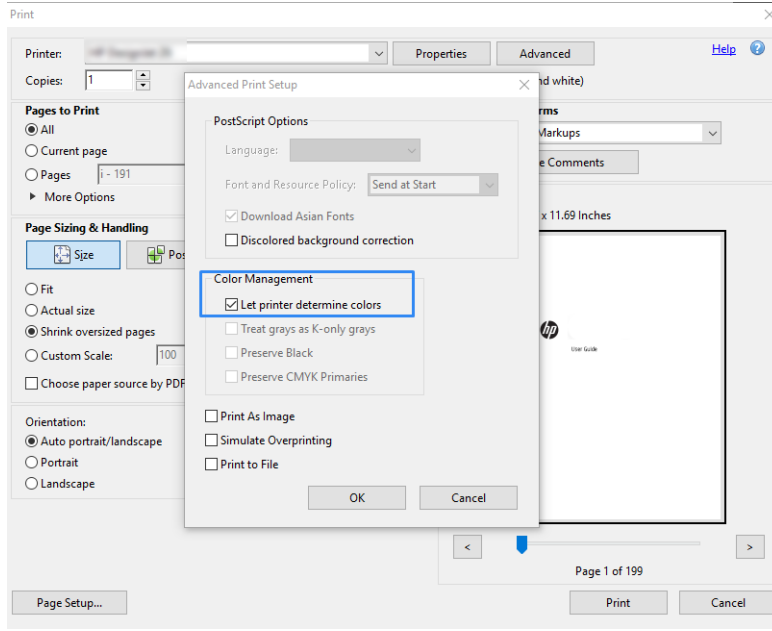 Print
Printer:
Properties
Advanced
Help
?
Copies:
1
nd white)
Advanced Print Setup
Pages to Print
All
Current page
Pages
i - 191
More Options
Page Sizing & Handling
Size
Pos
Fit
Actual size
Shrink oversized pages
Custom Scale:
100
Choose paper source by PDF
Orientation:
Auto portrait/landscape
Portrait
Landscape
PostScript Options
Language:
Font and Resource Policy:
Send at Start
Download Asian Fonts
Discolored background correction
Color Management
Let printer determine colors
Treat grays as K-only grays
Preserve Black
Preserve CMYK Primaries
Print As Image
Simulate Overprinting
Print to File
OK
Cancel
rms
Markups
e Comments
x 11.69 Inches
hp
User Guide
<
>
Page 1 of 199
Page Setup...
Print
Cancel